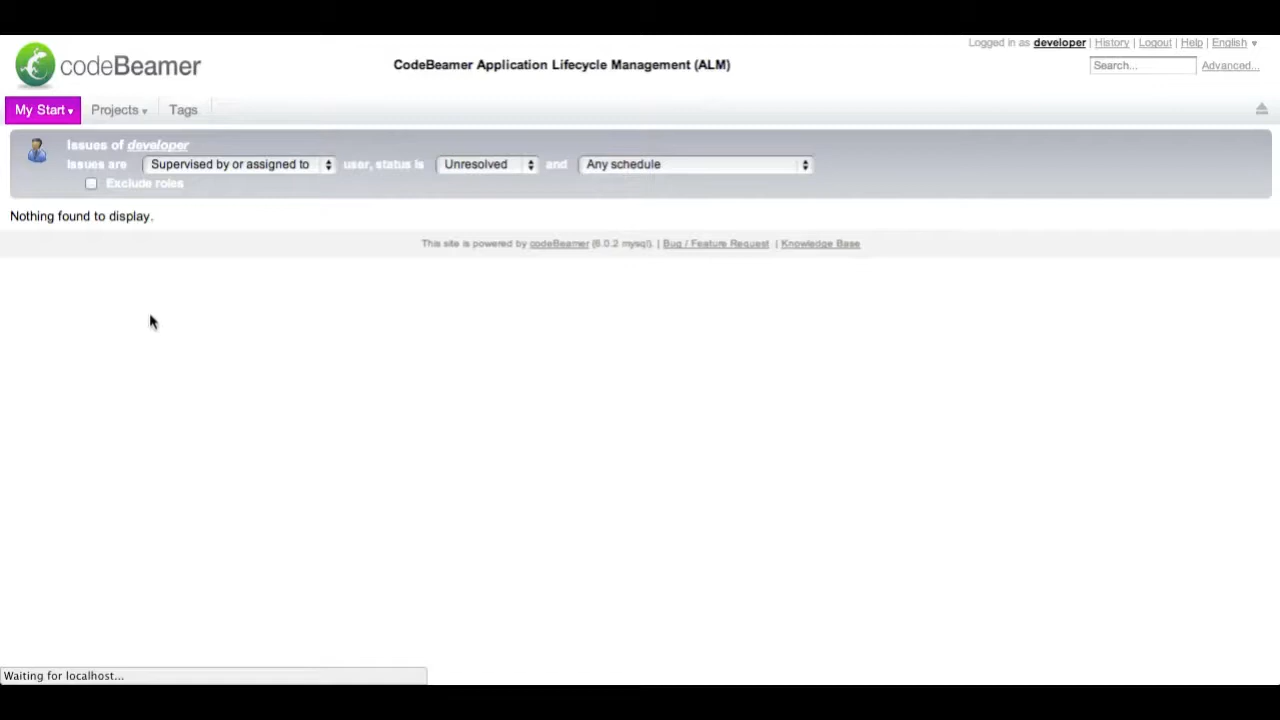 Logged in as developer | History | Logout | Help | English
codeBeamer
CodeBeamer Application Lifecycle Management (ALM)
Search...
Advanced...
My Start
Projects
Tags
Issues of developer
Issues are Supervised by or assigned to user, status is Unresolved and Any schedule
Exclude roles
Nothing found to display.
This site is powered by codeBeamer (6.0.2 mysql). | Bug / Feature Request | Knowledge Base
Waiting for localhost...